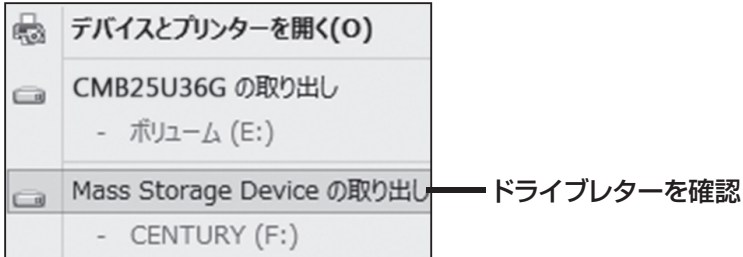 デバイスとプリンターを開く(O)
CMB25U36G の取り出し
- ボリューム (E:)
Mass Storage Device の取り出し
ドライブレターを確認
- CENTURY (F:)